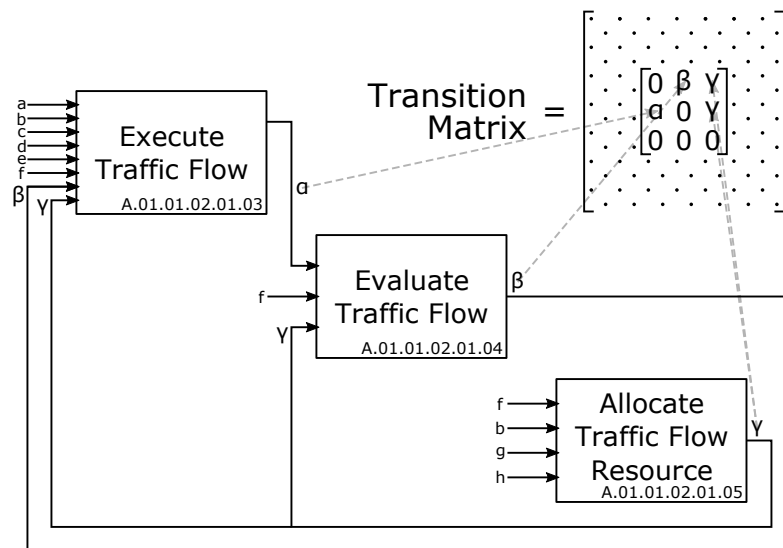 Transition
Matrix =
0 β γ
α 0 γ
0 0 0
a
b
c
d
e
f
β
γ
Execute
Traffic Flow
A.01.01.02.01.03
α
f
γ
Evaluate
Traffic Flow
A.01.01.02.01.04
β
f
b
g
h
Allocate
Traffic Flow
Resource
A.01.01.02.01.05
γ